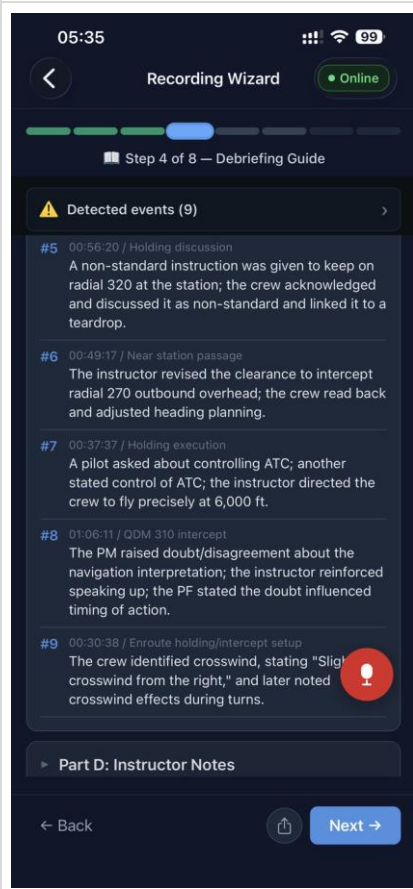 05:35
99
Recording Wizard
Online
Step 4 of 8 — Debriefing Guide
Detected events (9)
#5 00:56:20 / Holding discussion
A non-standard instruction was given to keep on
radial 320 at the station; the crew acknowledged
and discussed it as non-standard and linked it to a
teardrop.
#6 00:49:17 / Near station passage
The instructor revised the clearance to intercept
radial 270 outbound overhead; the crew read back
and adjusted heading planning.
#7 00:37:37 / Holding execution
A pilot asked about controlling ATC; another
stated control of ATC; the instructor directed the
crew to fly precisely at 6,000 ft.
#8 01:06:11 / QDM 310 intercept
The PM raised doubt/disagreement about the
navigation interpretation; the instructor reinforced
speaking up; the PF stated the doubt influenced
timing of action.
#9 00:30:38 / Enroute holding/intercept setup
The crew identified crosswind, stating "Sligh
crosswind from the right," and later noted
crosswind effects during turns.
Part D: Instructor Notes
← Back
Next →